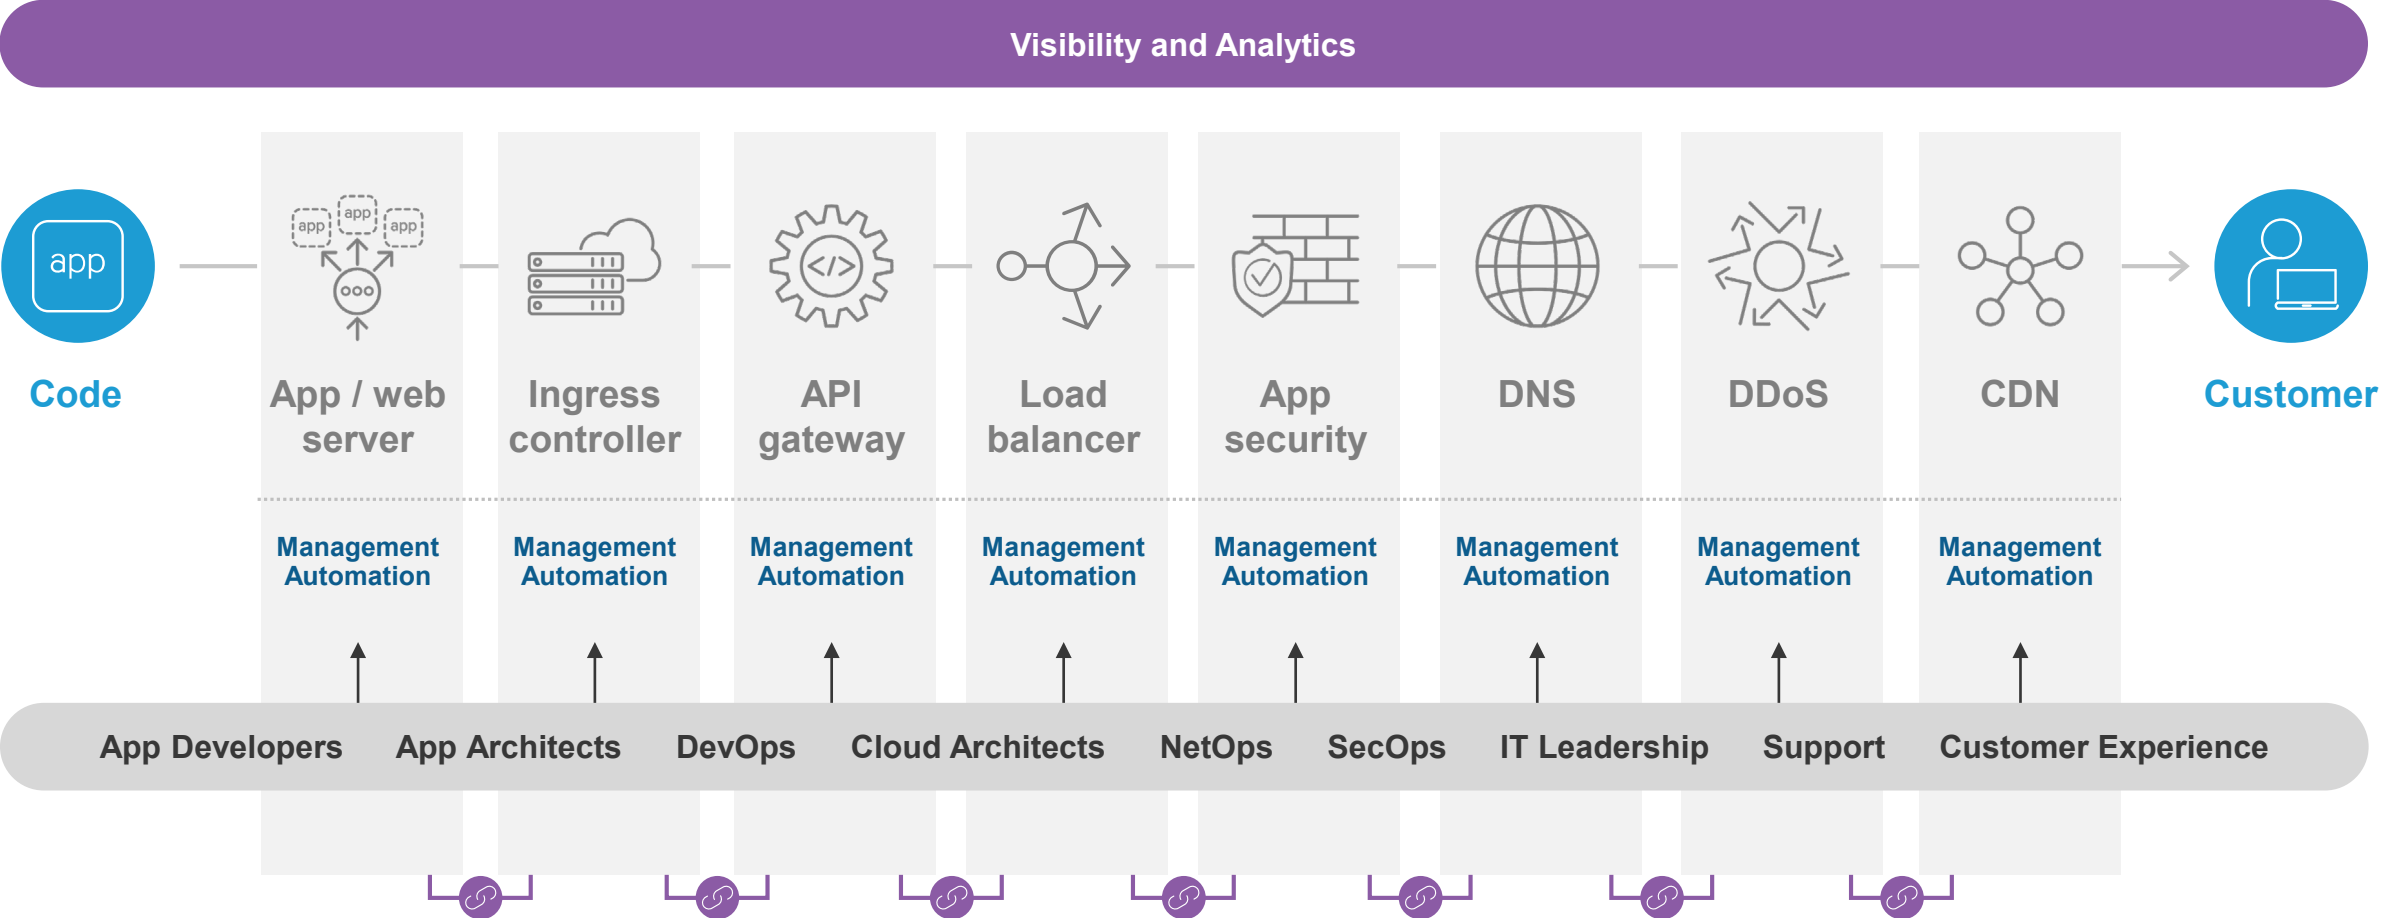 Visibility and Analytics
app
app
app
app
</>
Code
App / web
server
Ingress
controller
API
gateway
Load
balancer
App
security
DNS
DDoS
CDN
Customer
Management
Automation
Management
Automation
Management
Automation
Management
Automation
Management
Automation
Management
Automation
Management
Automation
Management
Automation
App Developers App Architects DevOps Cloud Architects NetOps SecOps IT Leadership Support Customer Experience